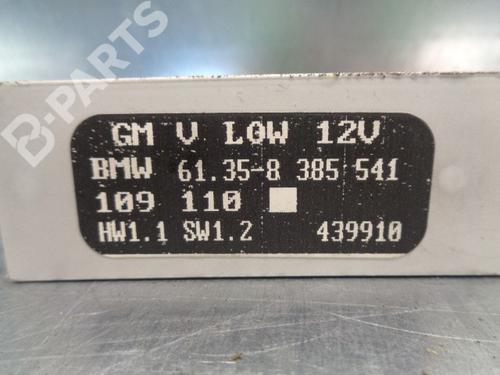 B-PARTS
GM V LOW 12V
BMW 61.35-8 385 541
109 110
HW1.1 SW1.2 439910